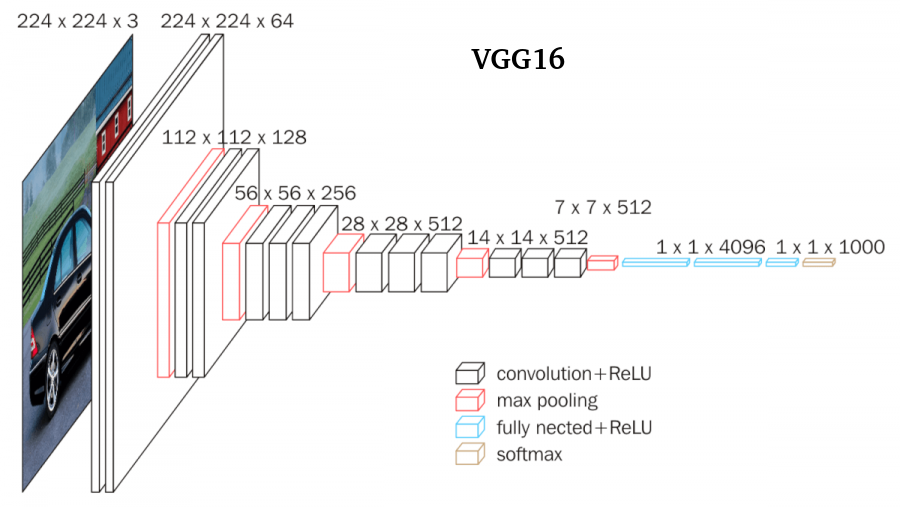 224 x 224 x 3
224 x 224 x 64
VGG16
112 x 112 x 128
56 x 56 x 256
28 x 28 x 512
14 x 14 x 512
7 x 7 x 512
1 x 1 x 4096
1 x 1 x 1000
convolution+ReLU
max pooling
fully nected+ReLU
softmax